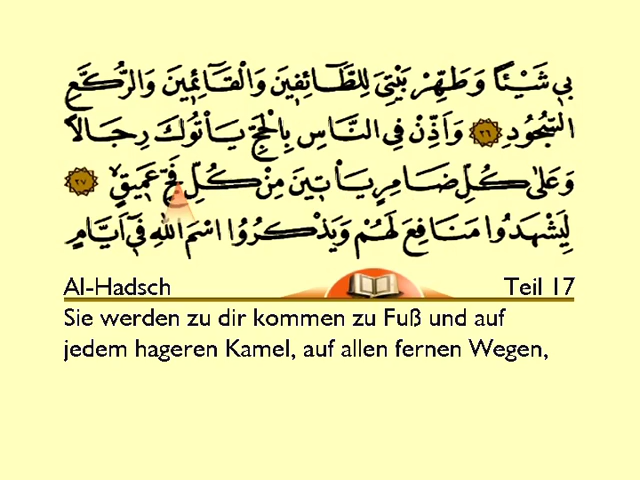 بِي شَيْئًا وَطَهِّرْ بَيْتِيَ لِلطَّآئِفِينَ وَالْقَآئِمِينَ وَالرُّكَّعِ
السُّجُودِ ٢٦ وَاَذِّنْ فِي النَّاسِ بِالْحَجِّ يَأْتُوكَ رِجَالًا
وَعَلٰى كُلِّ ضَامِرٍ يَأْتِينَ مِنْ كُلِّ فَجٍّ عَمِيقٍ ٢٧
لِيَشْهَدُوا مَنَافِعَ لَهُمْ وَيَذْكُرُوا اسْمَ اللّٰهِ فِٓي اَيَّامٍ
Al-Hadsch Teil 17
Sie werden zu dir kommen zu Fuß und auf
jedem hageren Kamel, auf allen fernen Wegen,